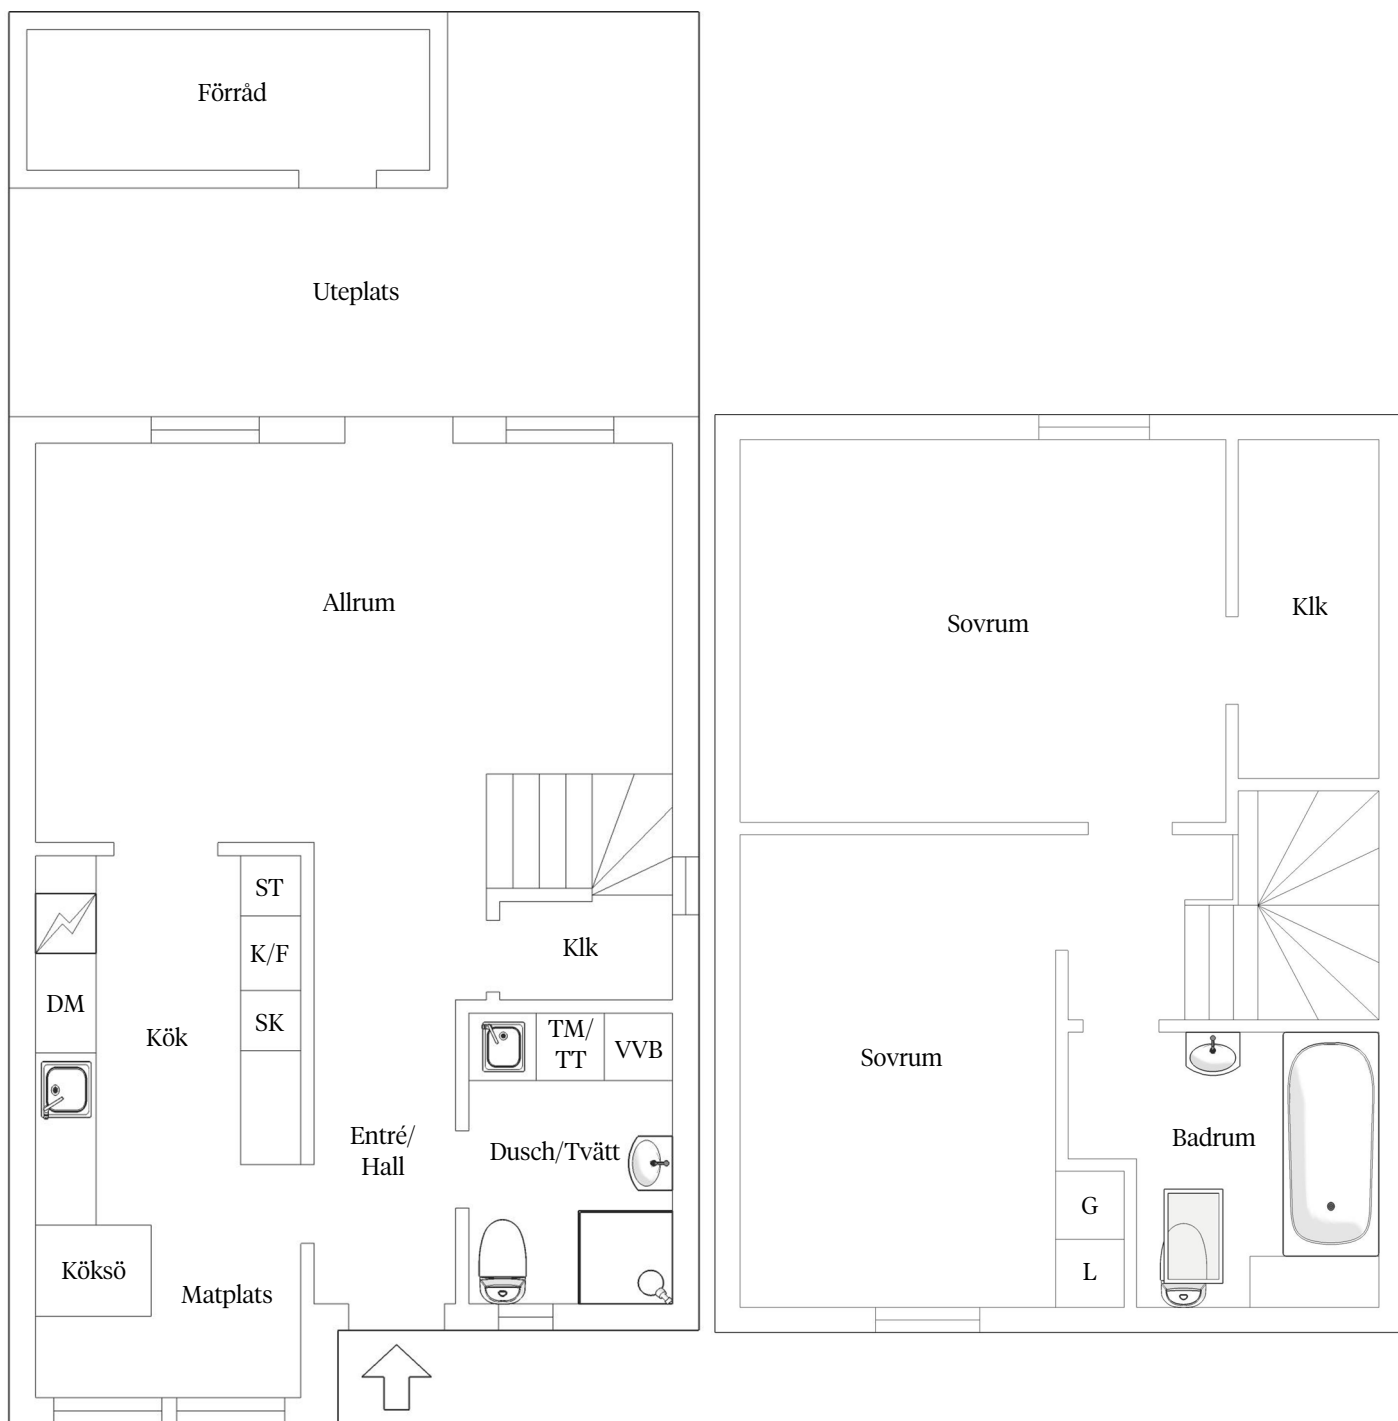 Förråd
Uteplats
Allrum
ST
K/F
SK
DM
Kök
Klk
TM/
TT
VVB
Entré/
Hall
Dusch/Tvätt
Köksö
Matplats
Sovrum
Klk
Sovrum
Badrum
G
L